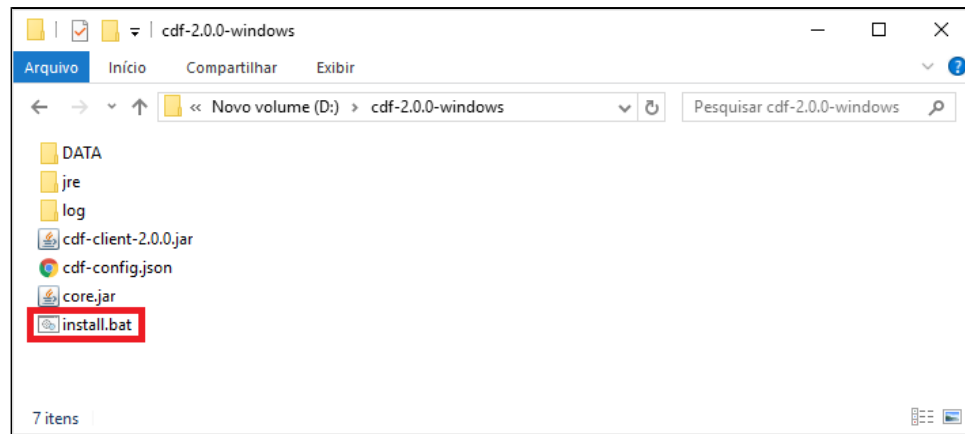 cdf-2.0.0-windows
Arquivo Início Compartilhar Exibir
« Novo volume (D:) › cdf-2.0.0-windows Pesquisar cdf-2.0.0-windows
DATA
jre
log
cdf-client-2.0.0.jar
cdf-config.json
core.jar
install.bat
7 itens